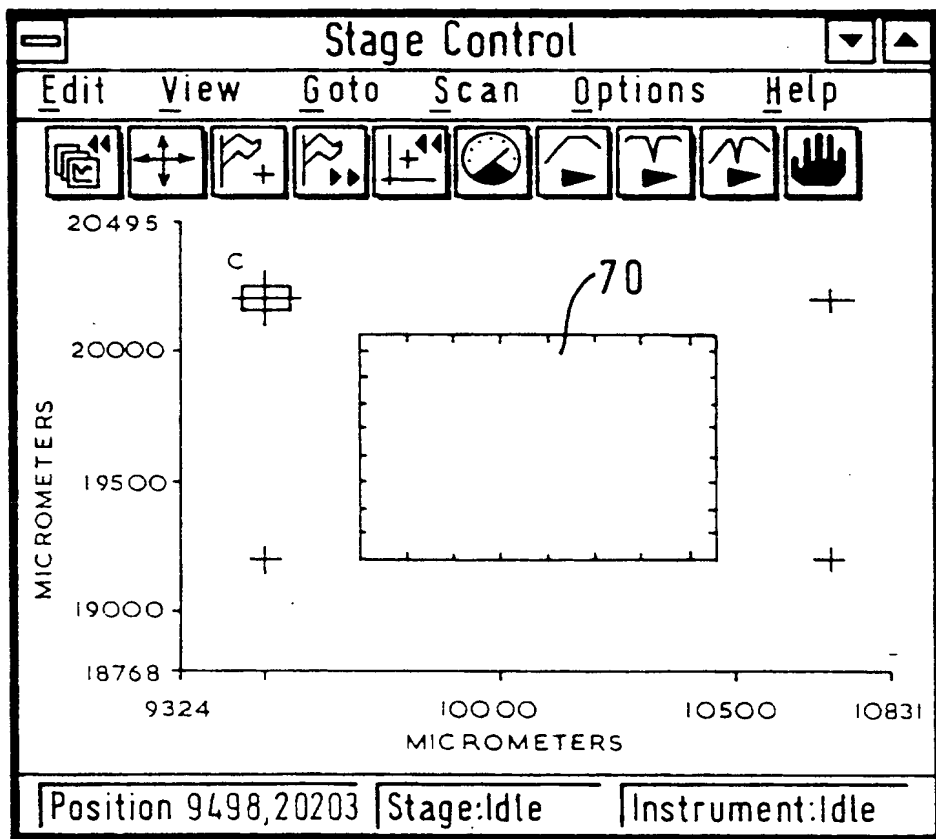 Stage Control
Edit View Goto Scan Options Help
20495
C
70
20000
19500
19000
18768
MICROMETERS
9324 10000 10500 10831
MICROMETERS
Position 9498,20203 Stage:Idle Instrument:Idle